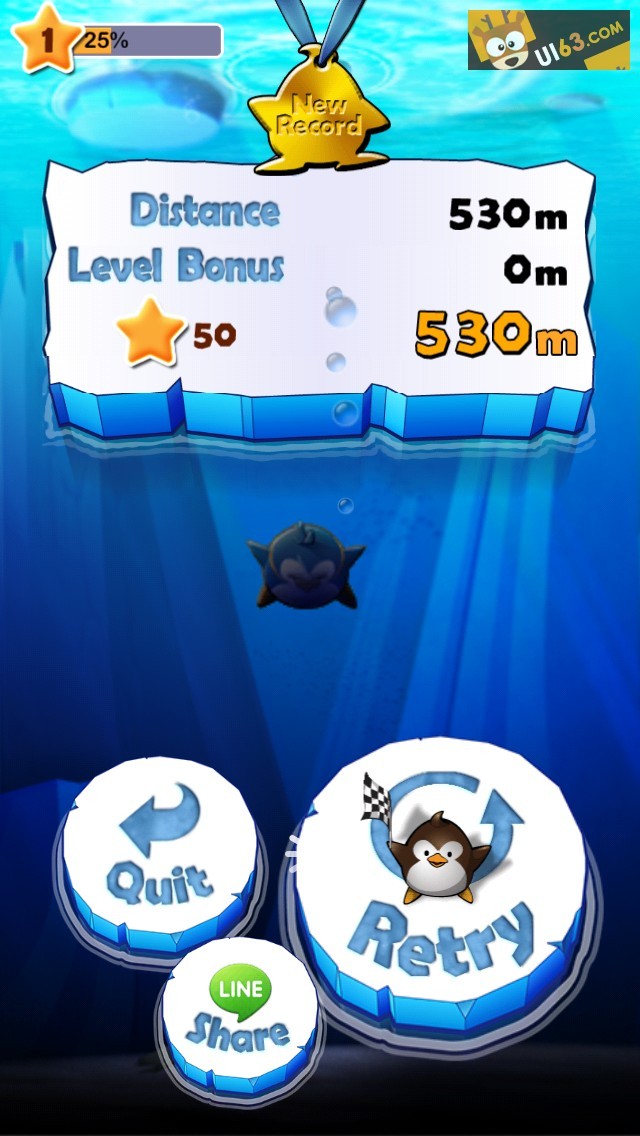 1 25%
UI63.COM
New
Record
Distance 530m
Level Bonus 0m
50 530m
Quit
Retry
LINE
Share